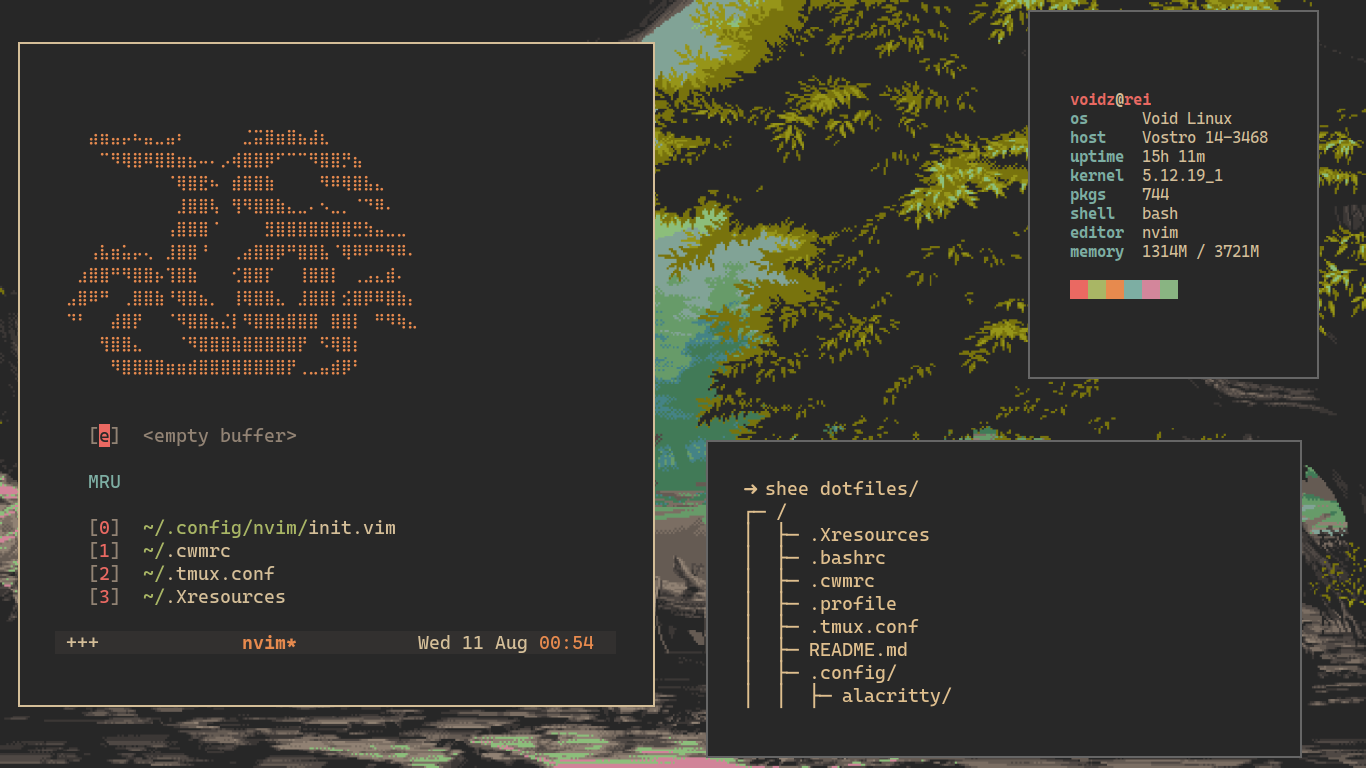 [e] <empty buffer>
MRU
[0] ~/.config/nvim/init.vim
[1] ~/.cwmrc
[2] ~/.tmux.conf
[3] ~/.Xresources
+++ nvim* Wed 11 Aug 00:54
voidz@rei
os Void Linux
host Vostro 14-3468
uptime 15h 11m
kernel 5.12.19_1
pkgs 744
shell bash
editor nvim
memory 1314M / 3721M
➜ shee dotfiles/
┌── /
│  ├── .Xresources
│  ├── .bashrc
│  ├── .cwmrc
│  ├── .profile
│  ├── .tmux.conf
│  ├── README.md
│  ├── .config/
│  │  ├── alacritty/